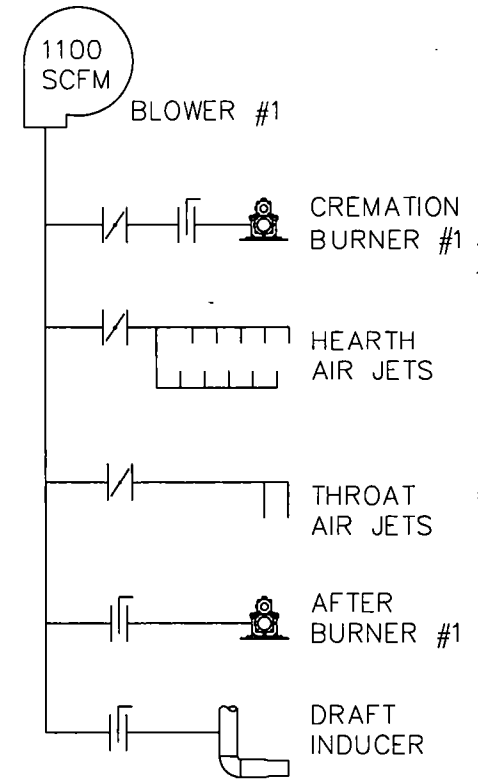 1100
SCFM
BLOWER #1
CREMATION
BURNER #1
HEARTH
AIR JETS
THROAT
AIR JETS
AFTER
BURNER #1
DRAFT
INDUCER